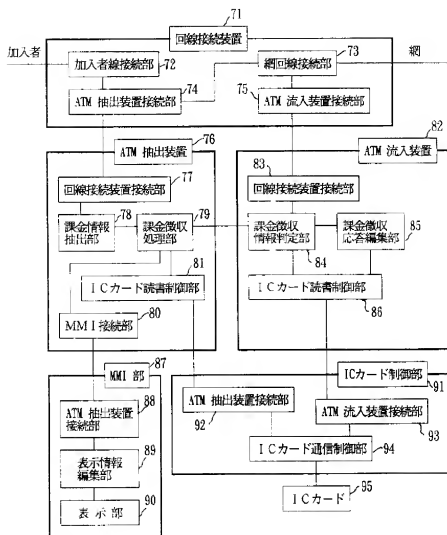 71
回線接続装置
加入者
網
加入者線接続部
72
73
網回線接続部
74
ATM 抽出装置接続部
75
ATM 流入装置接続部
76
ATM 抽出装置
82
ATM 流入装置
77
回線接続装置接続部
83
回線接続装置接続部
課金情報
抽出部
78
課金徴収
処理部
79
課金徴収
情報判定部
84
課金徴収
応答編集部
85
81
ICカード読書制御部
ICカード読書制御部
86
MMI接続部
80
87
MMI 部
ICカード制御部
91
ATM 抽出装置
接続部
88
ATM 抽出装置接続部
92
ATM 流入装置接続部
93
表示情報
編集部
89
ICカード通信制御部
94
表 示 部
90
ICカード
95